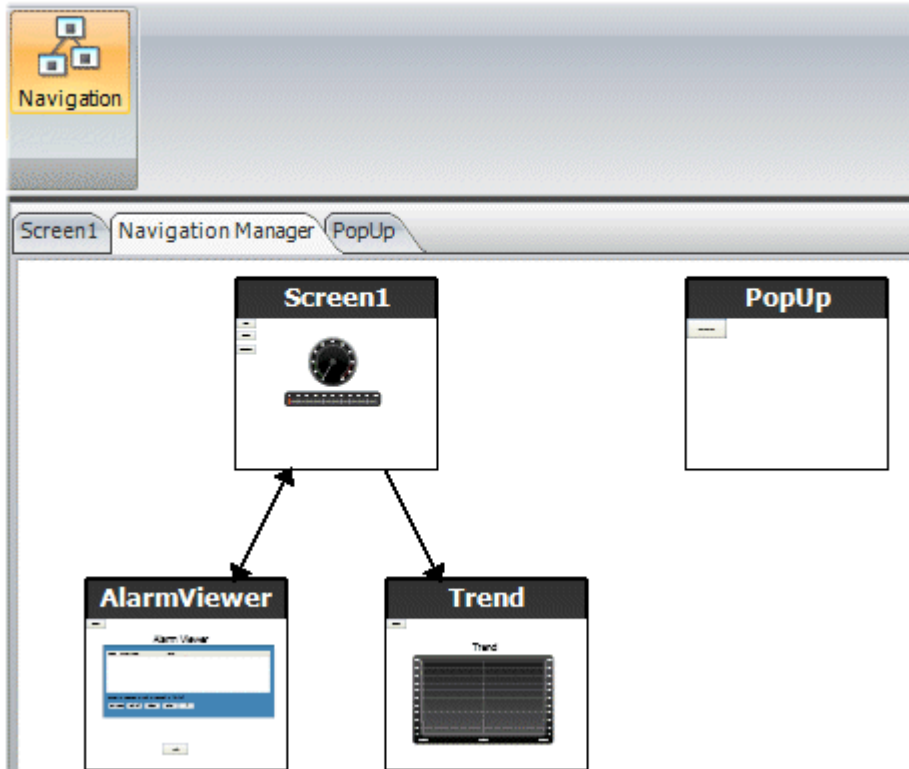 Navigation
Screen1 Navigation Manager PopUp
Screen1 PopUp
AlarmViewer Trend
Alarm Viewer
Trend